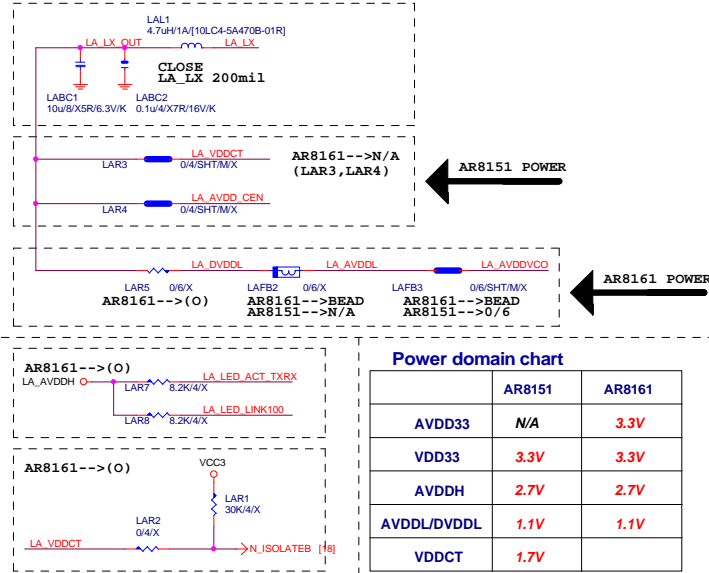 LAL1
4.7uH/1A/[10LC4-5A470B-01R]
LA_LX_OUT
LA_LX
CLOSE
LA_LX 200mil
LABC1
10u/8/X5R/6.3V/K
LABC2
0.1u/4/X7R/16V/K
LAR3
LA_VDDCT
0/4/SHT/M/X
AR8161-->N/A
(LAR3,LAR4)
AR8151 POWER
LAR4
LA_AVDD_CEN
0/4/SHT/M/X
LA_DVDDL
LA_AVDDL
LA_AVDDVCO
LAR5
0/6/X
LAFB2
0/6/X
LAFB3
0/6/SHT/M/X
AR8161-->(O)
AR8161-->BEAD
AR8151-->N/A
AR8161-->BEAD
AR8151-->0/6
AR8161 POWER
AR8161-->(O)
LA_AVDDH
LAR7
8.2K/4/X
LA_LED_ACT_TXRX
LAR8
8.2K/4/X
LA_LED_LINK100
AR8161-->(O)
VCC3
LAR1
30K/4/X
LAR2
0/4/X
LA_VDDCT
N_ISOLATEB [18]
Power domain chart
AR8151 AR8161
AVDD33 N/A 3.3V
VDD33 3.3V 3.3V
AVDDH 2.7V 2.7V
AVDDL/DVDDL 1.1V 1.1V
VDDCT 1.7V